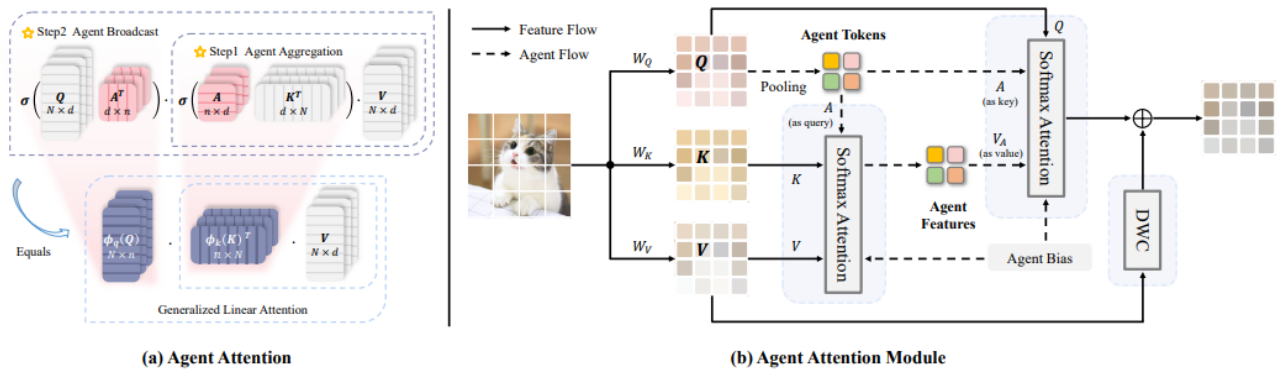 Step2 Agent Broadcast
Step1 Agent Aggregation
σ ( Q A^T ) · σ ( A K^T ) · V
N × d d × n n × d d × N N × d
Equals
ϕ_q(Q) · ϕ_k(K)^T · V
N × n n × N N × d
Generalized Linear Attention
(a) Agent Attention
Feature Flow
Agent Flow
W_Q
Q
Pooling
Agent Tokens
A
(as query)
W_K
K
K
W_V
V
V
Softmax Attention
Agent
Features
Q
A
(as key)
V_A
(as value)
Softmax Attention
Agent Bias
DWC
(b) Agent Attention Module